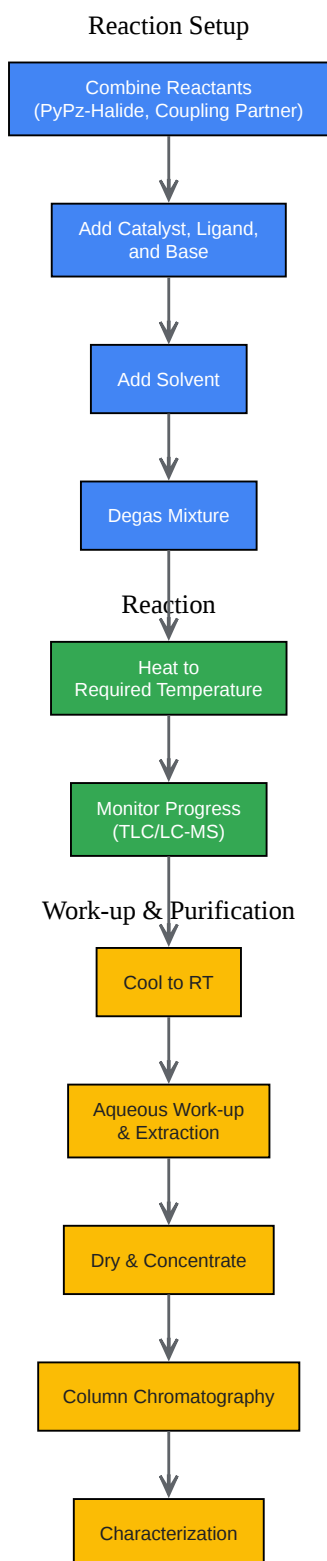 Reaction Setup
Combine Reactants
(PyPz-Halide, Coupling Partner)
Add Catalyst, Ligand,
and Base
Add Solvent
Degas Mixture
Reaction
Heat to
Required Temperature
Monitor Progress
(TLC/LC-MS)
Work-up & Purification
Cool to RT
Aqueous Work-up
& Extraction
Dry & Concentrate
Column Chromatography
Characterization